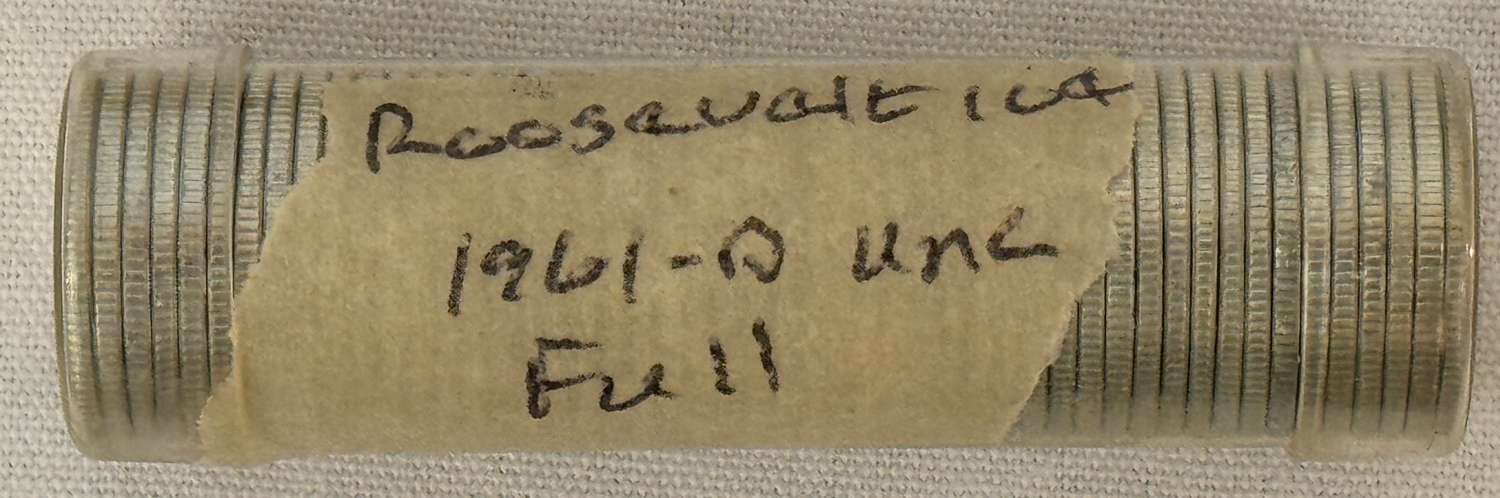 Roosevelt 10¢
1961-D Unc
Full